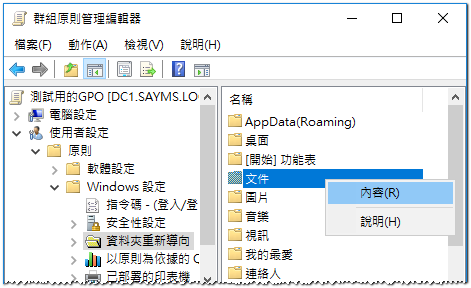 群組原則管理編輯器
檔案(F) 動作(A) 檢視(V) 說明(H)
測試用的GPO [DC1.SAYMS.LO
電腦設定
使用者設定
原則
軟體設定
Windows 設定
指令碼 - (登入/登
安全性設定
資料夾重新導向
以原則為依據的 Q
已部署的印表機
名稱
AppData(Roaming)
桌面
[開始] 功能表
文件
圖片
音樂
視訊
我的最愛
連絡人
內容(R)
說明(H)